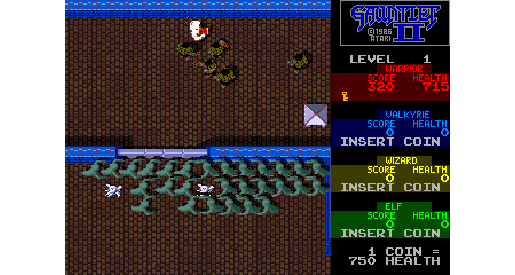 GAUNTLET
©1986
ATARI
II
LEVEL 1
WARRIOR
SCORE HEALTH
320 715
VALKYRIE
SCORE HEALTH
0 0
INSERT COIN
WIZARD
SCORE HEALTH
0 0
INSERT COIN
ELF
SCORE HEALTH
0 0
INSERT COIN
1 COIN =
750 HEALTH